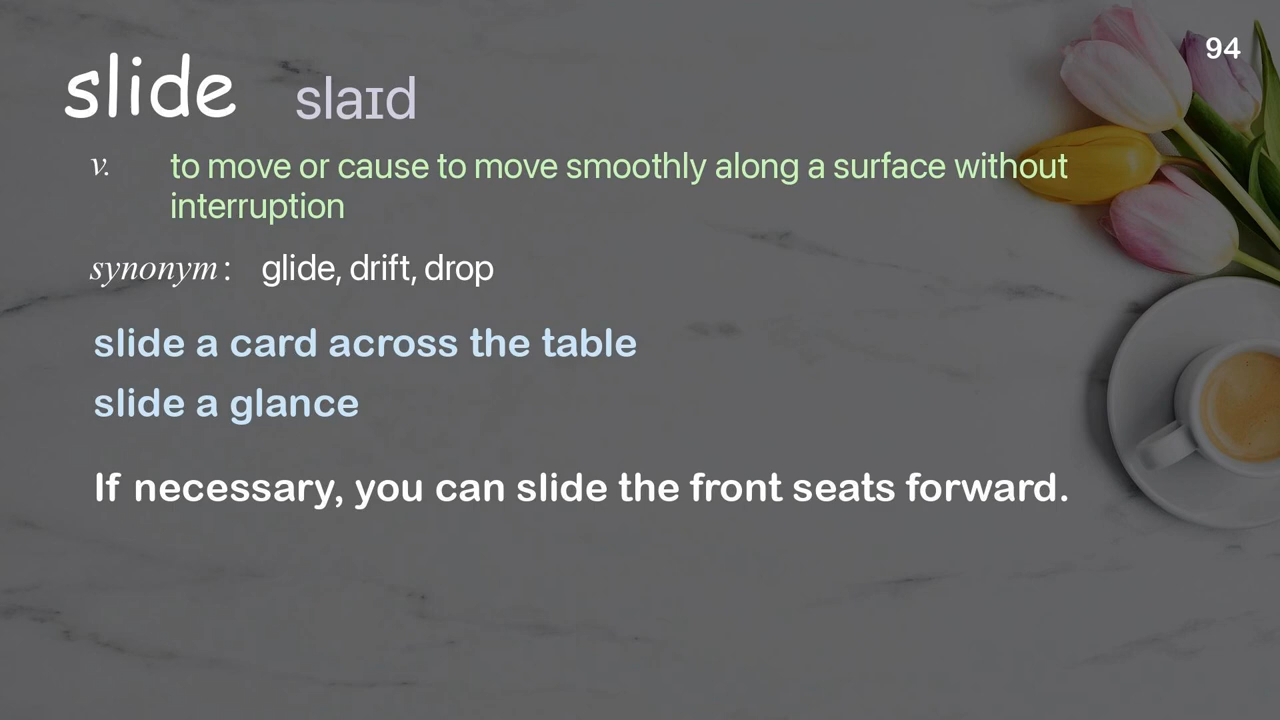 94
slide slaɪd
v. to move or cause to move smoothly along a surface without
interruption
synonym: glide, drift, drop
slide a card across the table
slide a glance
If necessary, you can slide the front seats forward.